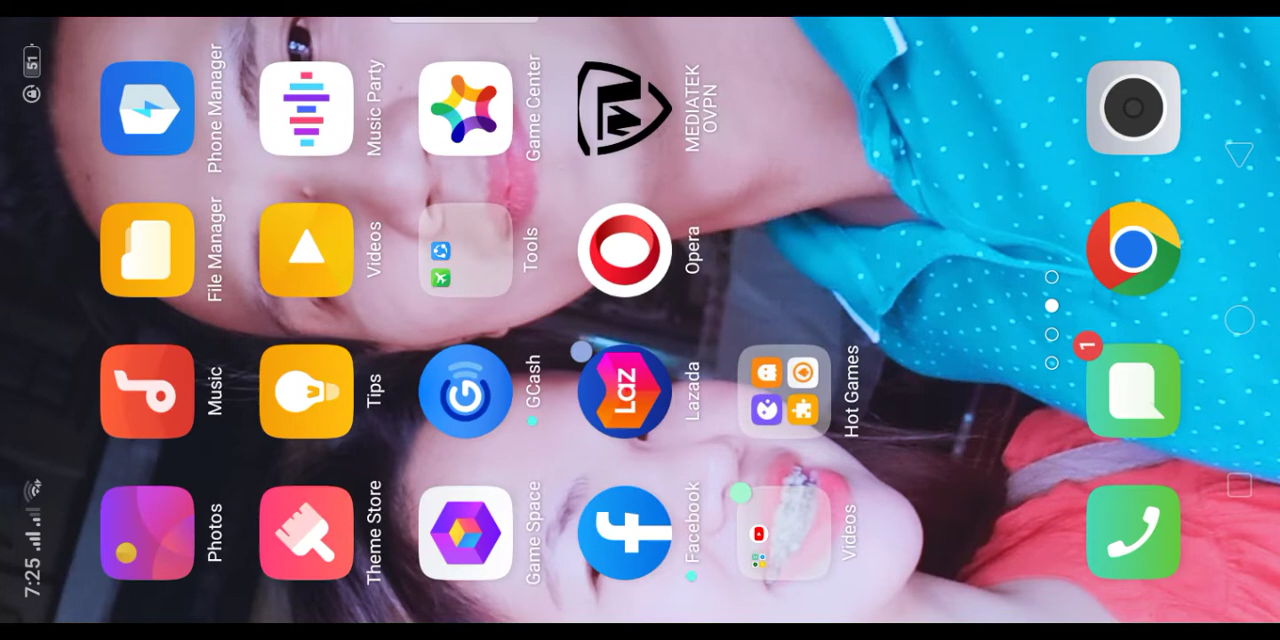 7:25
51
Photos
Music
File Manager
Phone Manager
Theme Store
Tips
Videos
Music Party
Game Space
GCash
Tools
Game Center
Facebook
Lazada
Opera
MEDIATEK
OVPN
Videos
Hot Games
Laz
G
f
1